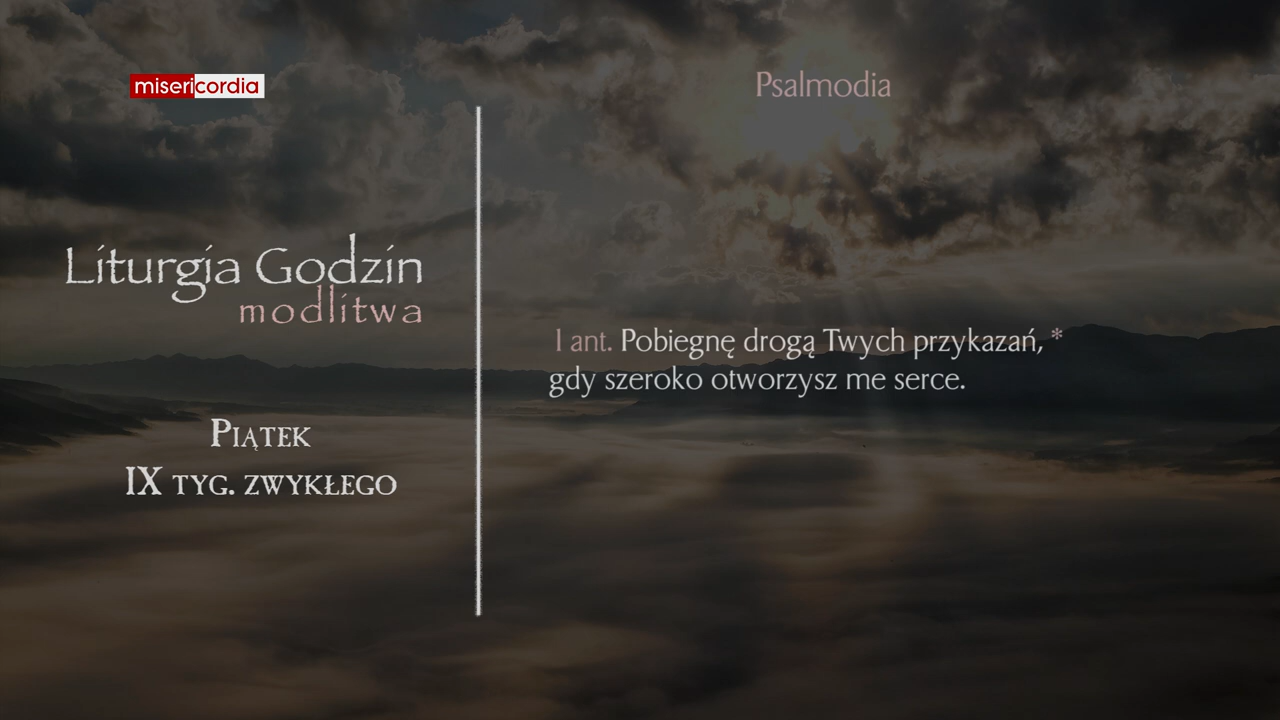 misericordia
Liturgia Godzin
modlitwa
Piątek
IX tyg. zwykłego
Psalmodia
I ant. Pobiegnę drogą Twych przykazań, *
gdy szeroko otworzysz me serce.